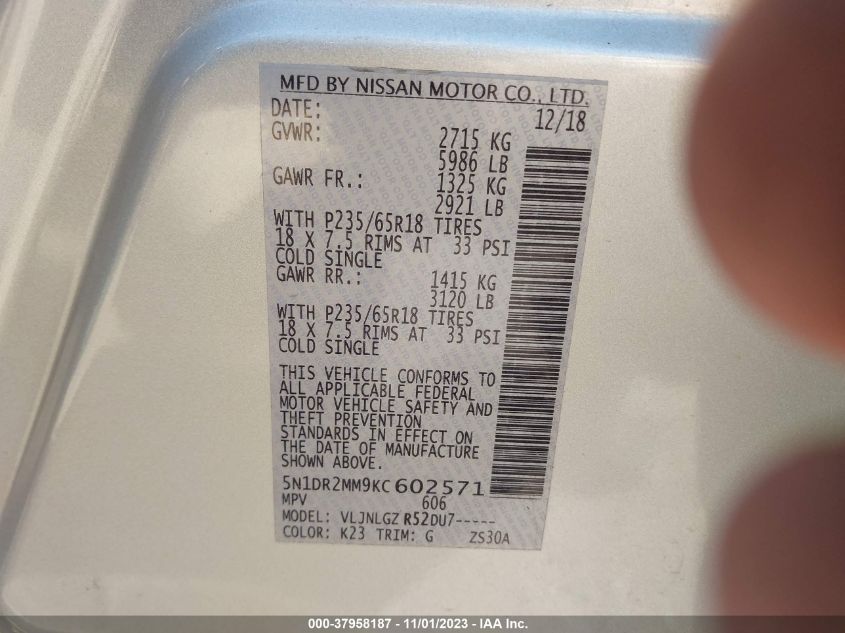 MFD BY NISSAN MOTOR CO., LTD.
DATE: 12/18
GVWR: 2715 KG
5986 LB
GAWR FR.: 1325 KG
2921 LB
WITH P235/65R18 TIRES
18 X 7.5 RIMS AT 33 PSI
COLD SINGLE
GAWR RR.: 1415 KG
3120 LB
WITH P235/65R18 TIRES
18 X 7.5 RIMS AT 33 PSI
COLD SINGLE
THIS VEHICLE CONFORMS TO
ALL APPLICABLE FEDERAL
MOTOR VEHICLE SAFETY AND
THEFT PREVENTION
STANDARDS IN EFFECT ON
THE DATE OF MANUFACTURE
SHOWN ABOVE.
5N1DR2MM9KC602571
MPV 606
MODEL: VLJNLGZ R52DU7-----
COLOR: K23 TRIM: G ZS30A
000-37958187 - 11/01/2023 - IAA Inc.